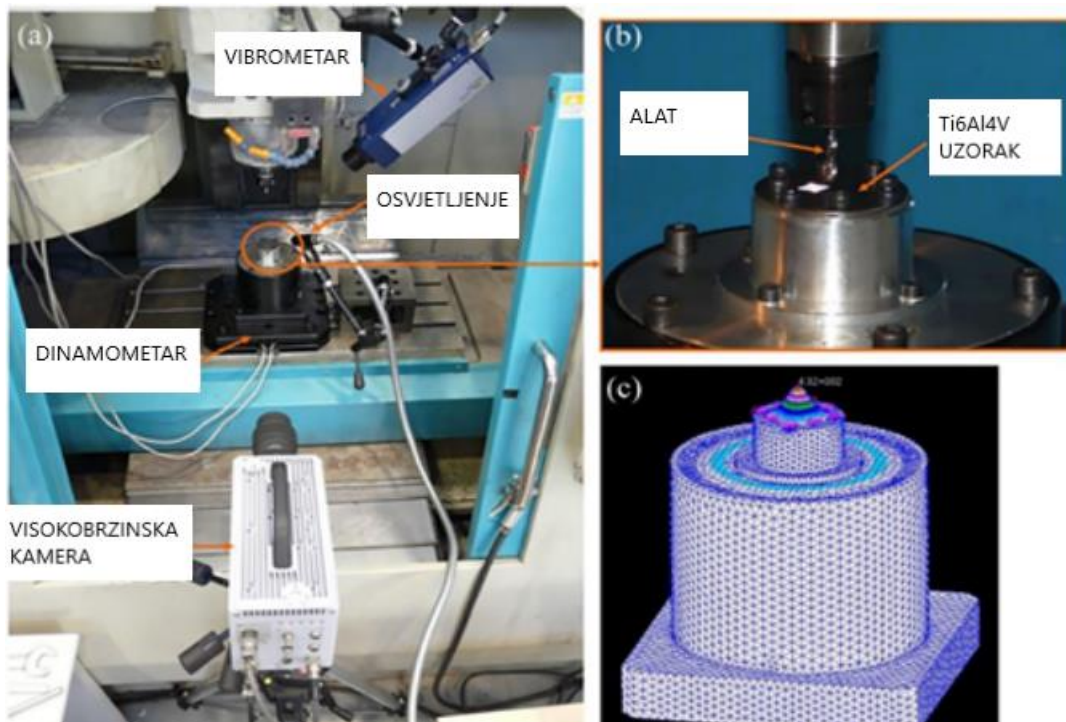 (a)
VIBROMETAR
OSVJETLJENJE
DINAMOMETAR
VISOKOBRZINSKA
KAMERA
(b)
ALAT
Ti6Al4V
UZORAK
(c)